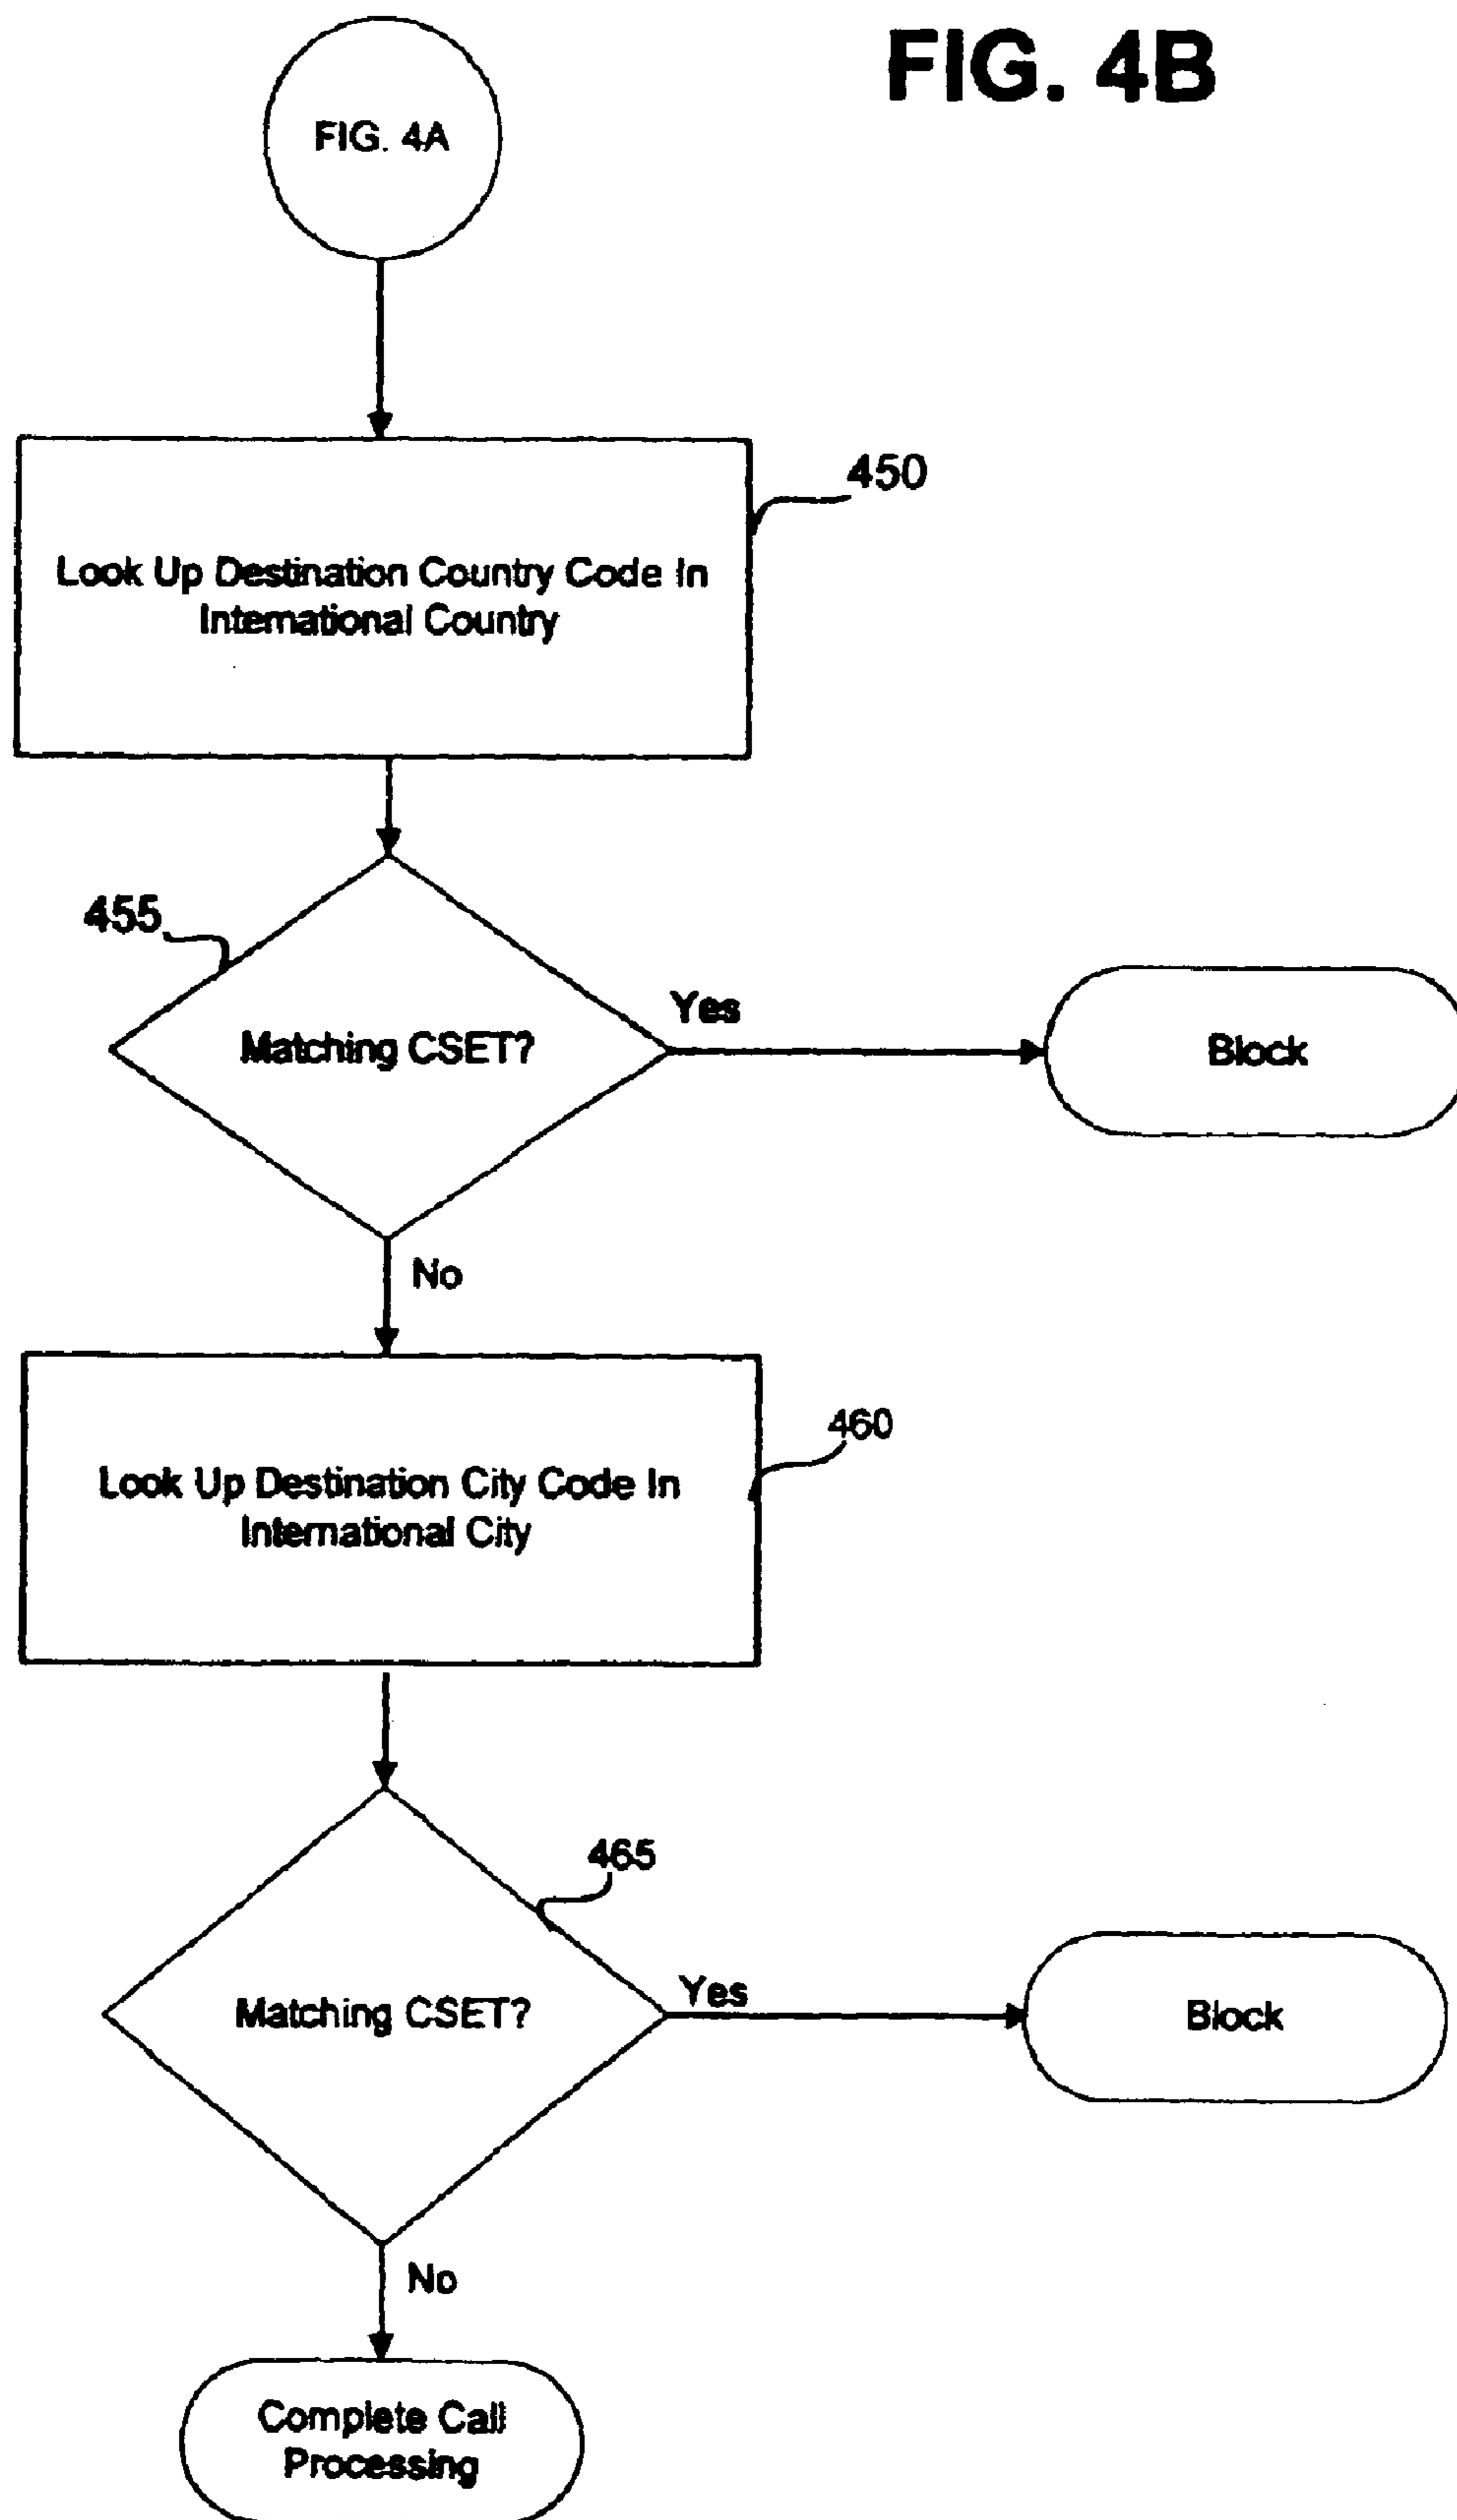 FIG. 4B
FIG. 4A
450
Look Up Destination Country Code In
International Country
455
Matching CSET?
Yes
Block
No
460
Look Up Destination City Code In
International City
465
Matching CSET?
Yes
Block
No
Complete Call
Processing